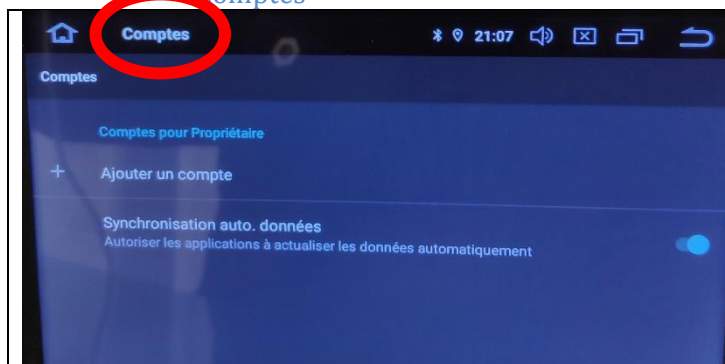 Comptes
Comptes
21:07
Comptes
Comptes pour Propriétaire
+ Ajouter un compte
Synchronisation auto. données
Autoriser les applications à actualiser les données automatiquement